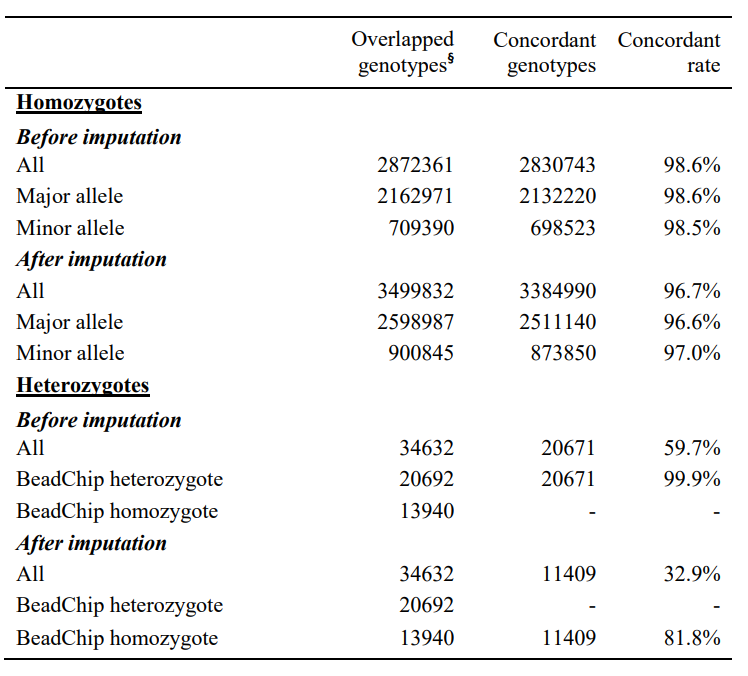 Overlapped Concordant Concordant
genotypes§ genotypes rate
Homozygotes
Before imputation
All 2872361 2830743 98.6%
Major allele 2162971 2132220 98.6%
Minor allele 709390 698523 98.5%
After imputation
All 3499832 3384990 96.7%
Major allele 2598987 2511140 96.6%
Minor allele 900845 873850 97.0%
Heterozygotes
Before imputation
All 34632 20671 59.7%
BeadChip heterozygote 20692 20671 99.9%
BeadChip homozygote 13940 - -
After imputation
All 34632 11409 32.9%
BeadChip heterozygote 20692 - -
BeadChip homozygote 13940 11409 81.8%